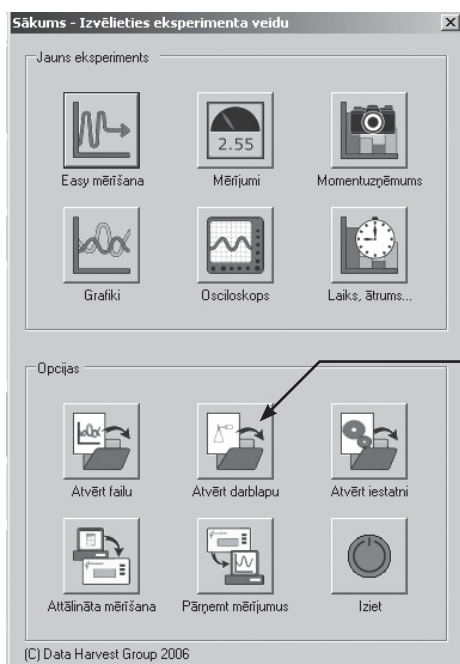 Sākums - Izvēlieties eksperimenta veidu
Jauns eksperiments
2.55
Easy mērīšana Mērījumi Momentuzņēmums
Grafiki Osciloskops Laiks, ātrums...
Opcijas
Atvērt failu Atvērt darblapu Atvērt iestatni
Attālināta mērīšana Pārņemt mērījumus Iziet
(C) Data Harvest Group 2006